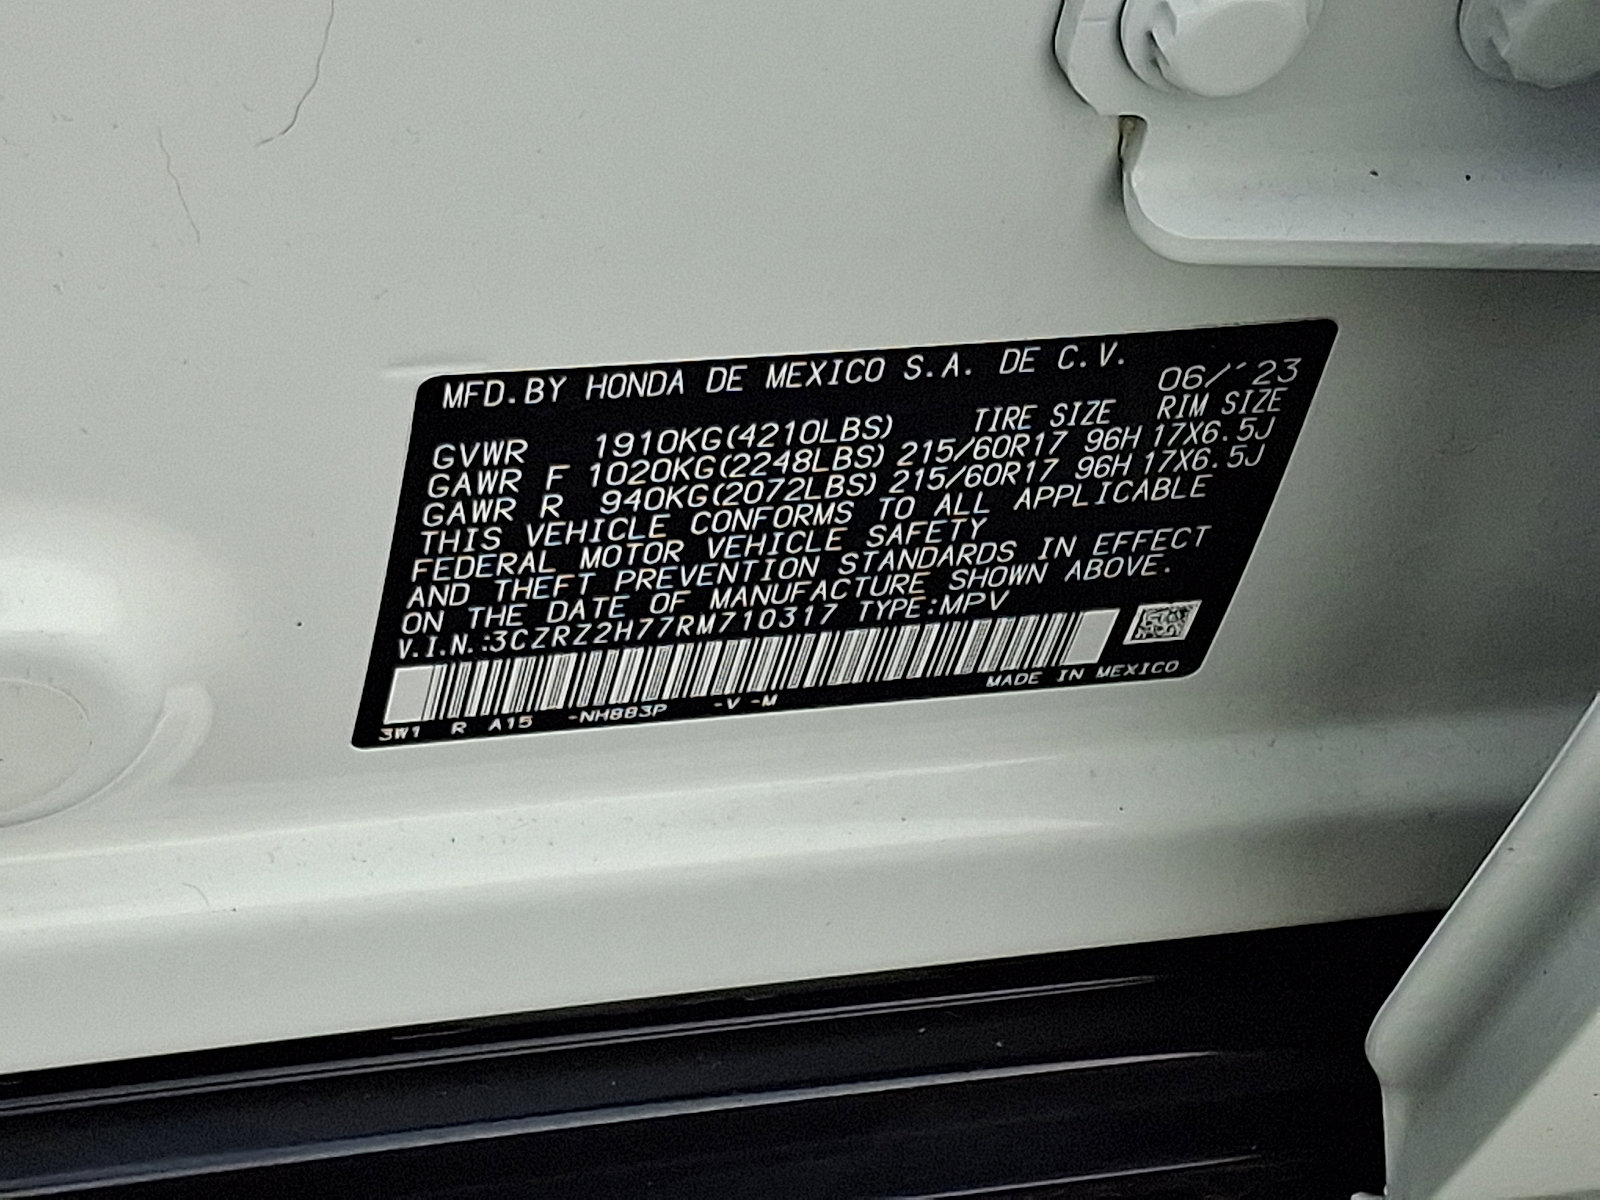 MFD.BY HONDA DE MEXICO S.A. DE C.V.
06/'23
TIRE SIZE RIM SIZE
GVWR 1910KG(4210LBS)
GAWR F 1020KG(2248LBS) 215/60R17 96H 17X6.5J
GAWR R 940KG(2072LBS) 215/60R17 96H 17X6.5J
THIS VEHICLE CONFORMS TO ALL APPLICABLE
FEDERAL MOTOR VEHICLE SAFETY
AND THEFT PREVENTION STANDARDS IN EFFECT
ON THE DATE OF MANUFACTURE SHOWN ABOVE.
V.I.N.:3CZRZ2H77RM710317 TYPE:MPV
MADE IN MEXICO
3W1 R A15 -NH883P -V -M